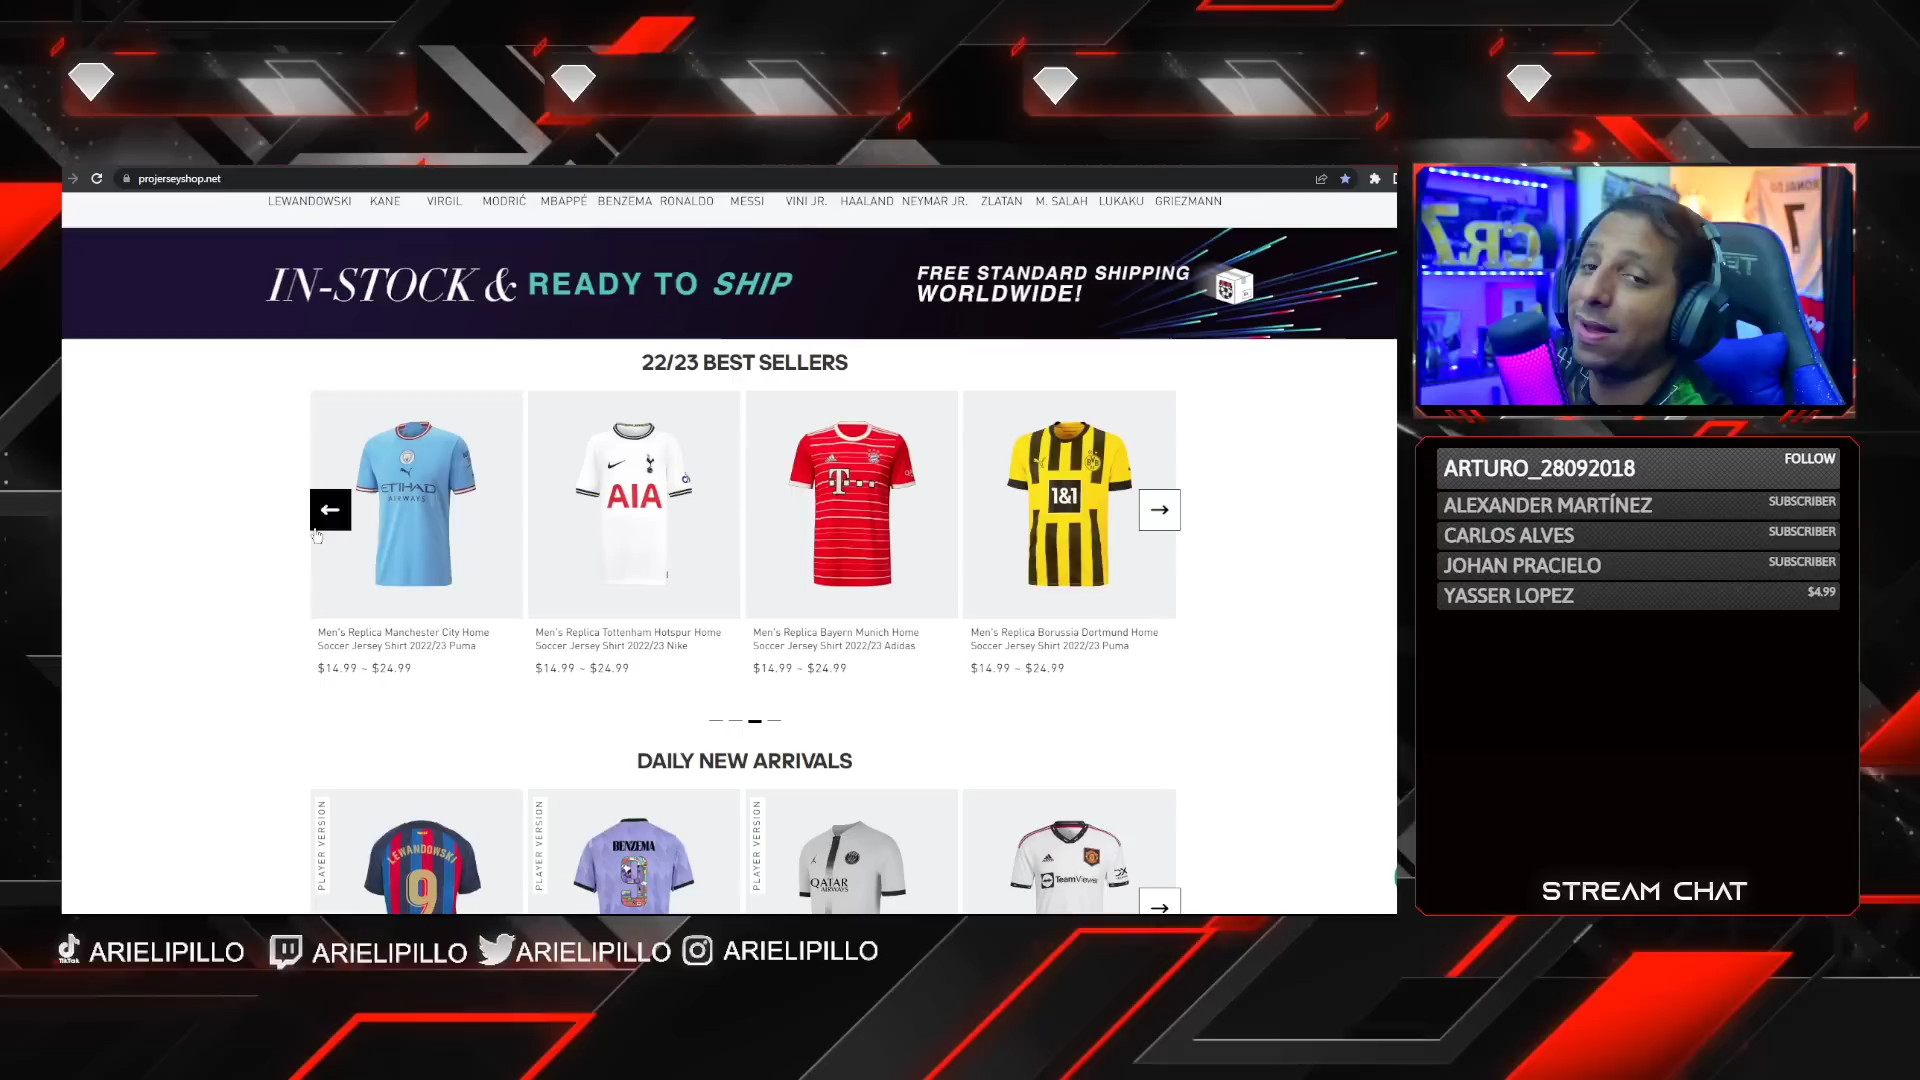 projerseyshop.net
LEWANDOWSKI KANE VIRGIL MODRIĆ MBAPPÉ BENZEMA RONALDO MESSI VINI JR. HAALAND NEYMAR JR. ZLATAN M. SALAH LUKAKU GRIEZMANN
IN-STOCK & READY TO SHIP
FREE STANDARD SHIPPING
WORLDWIDE!
22/23 BEST SELLERS
ETIHAD
AIRWAYS
AIA
T
1&1
Men's Replica Manchester City Home
Soccer Jersey Shirt 2022/23 Puma
$14.99 ~ $24.99
Men's Replica Tottenham Hotspur Home
Soccer Jersey Shirt 2022/23 Nike
$14.99 ~ $24.99
Men's Replica Bayern Munich Home
Soccer Jersey Shirt 2022/23 Adidas
$14.99 ~ $24.99
Men's Replica Borussia Dortmund Home
Soccer Jersey Shirt 2022/23 Puma
$14.99 ~ $24.99
DAILY NEW ARRIVALS
PLAYER VERSION
LEWANDOWSKI
9
PLAYER VERSION
BENZEMA
9
PLAYER VERSION
QATAR
AIRWAYS
TeamViewer
CR7
RONALDO
7
ARTURO_28092018 FOLLOW
ALEXANDER MARTÍNEZ SUBSCRIBER
CARLOS ALVES SUBSCRIBER
JOHAN PRACIELO SUBSCRIBER
YASSER LOPEZ $4.99
STREAM CHAT
TikTok ARIELIPILLO ARIELIPILLO ARIELIPILLO ARIELIPILLO